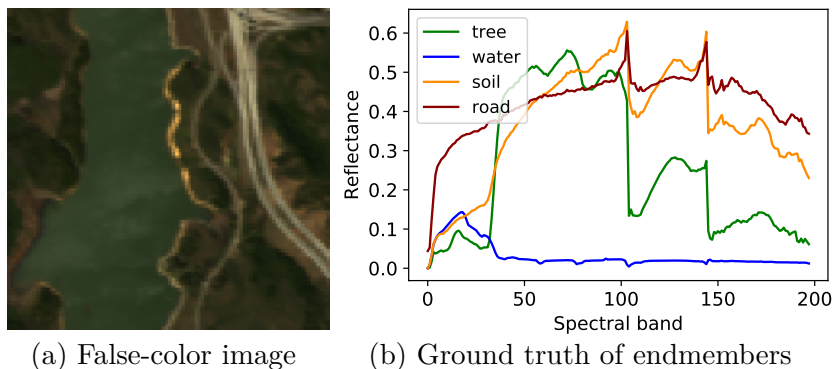 0.6
0.5
0.4
0.3
0.2
0.1
0.0
Reflectance
tree
water
soil
road
0 50 100 150 200
Spectral band
(a) False-color image
(b) Ground truth of endmembers